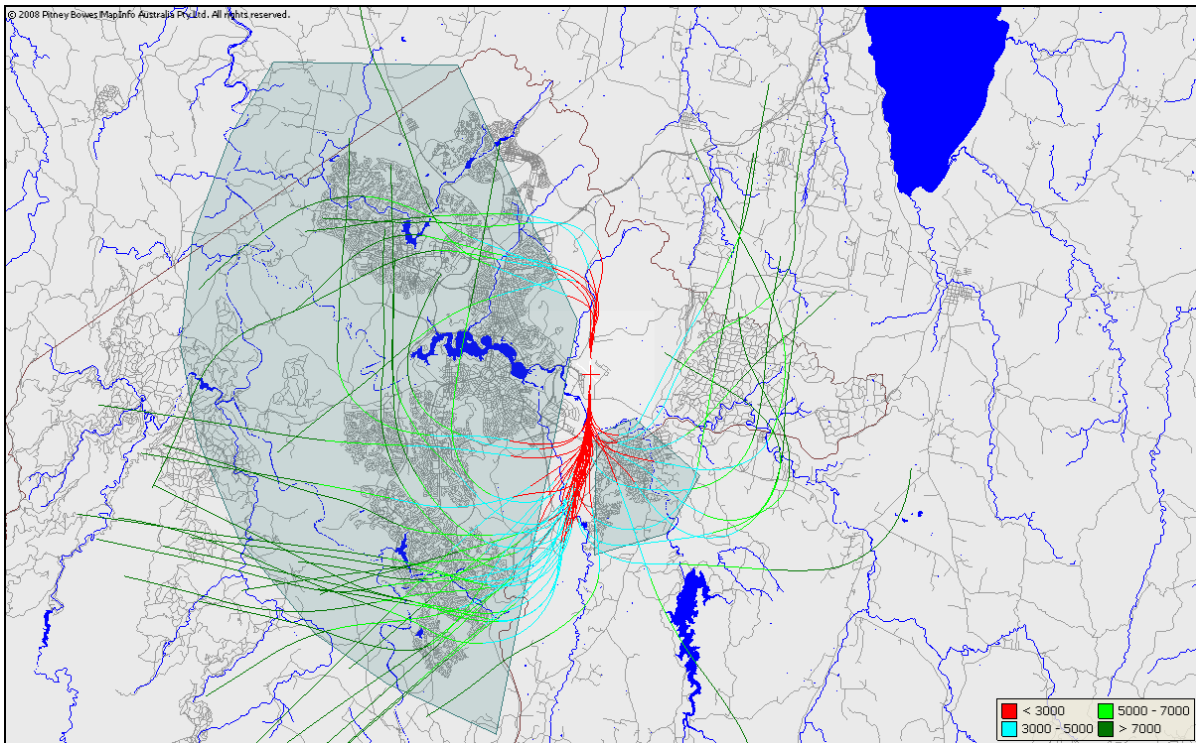 © 2008 Pitney Bowes MapInfo Australia Pty Ltd. All rights reserved.
< 3000
5000 - 7000
3000 - 5000
> 7000